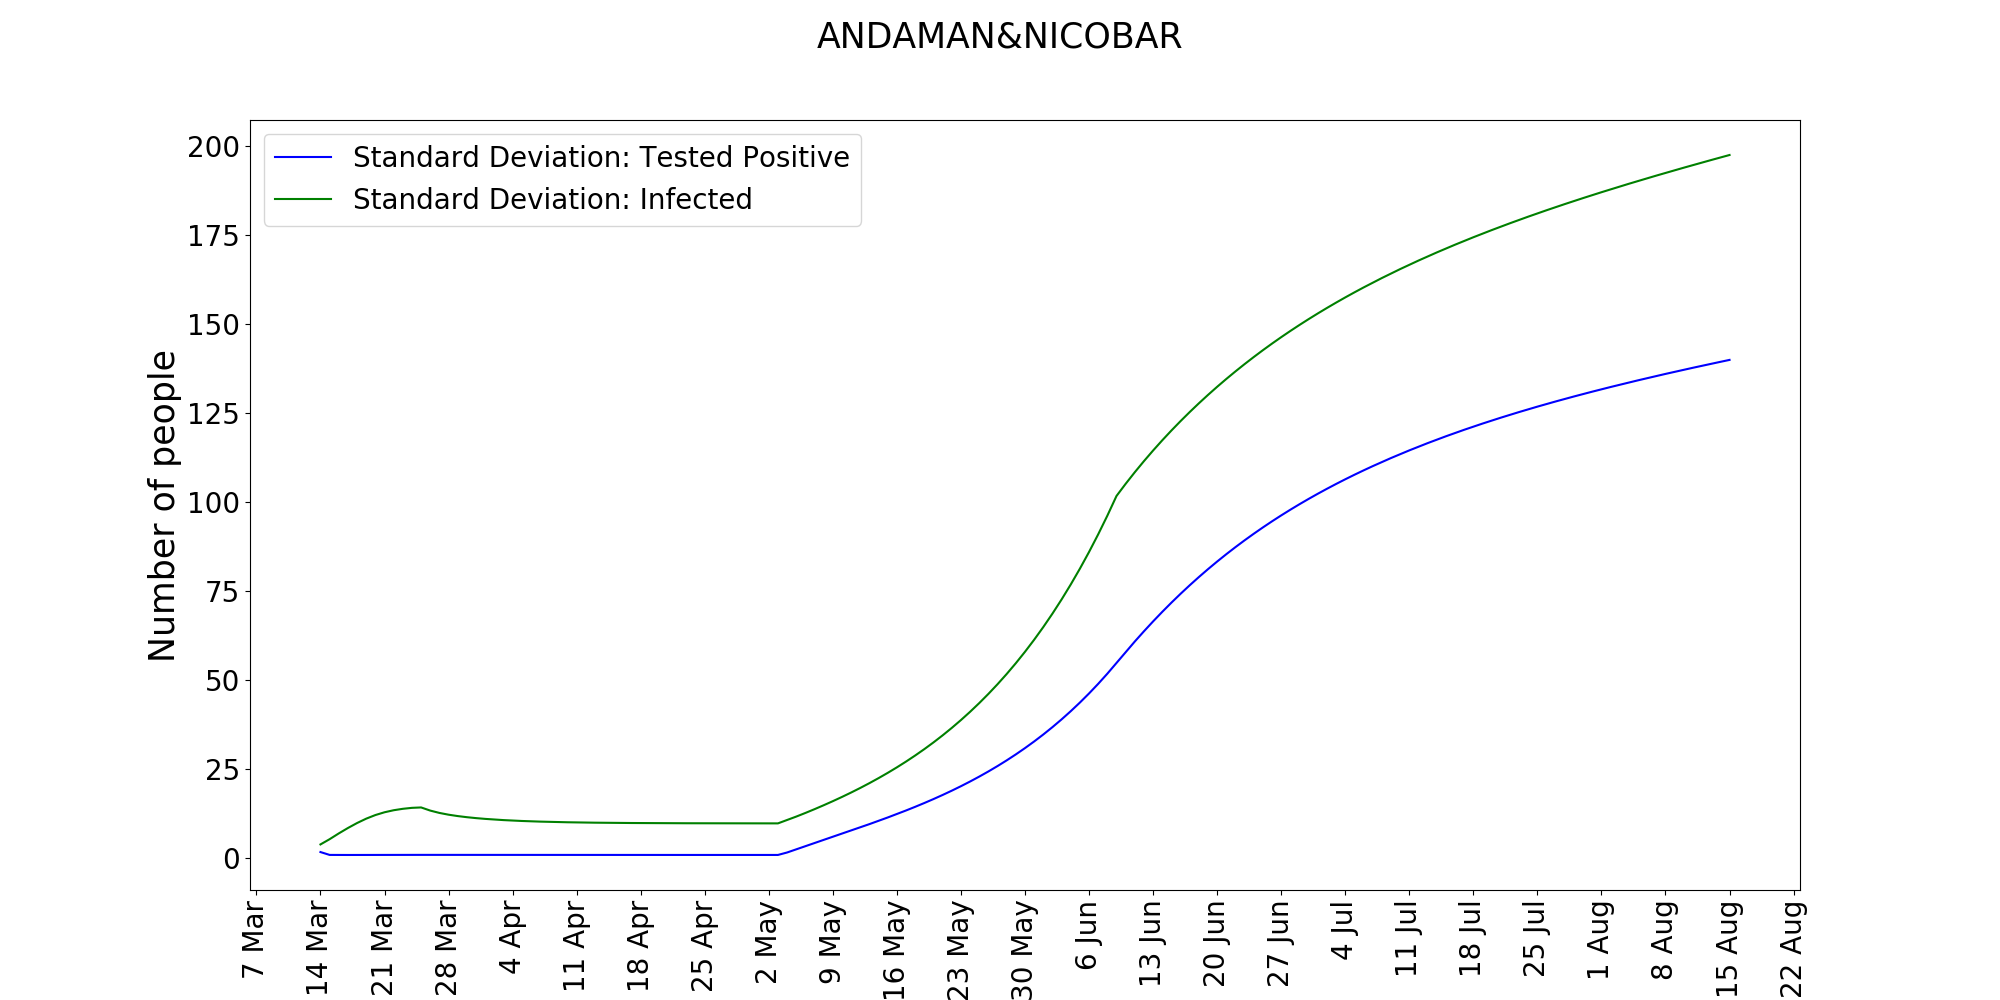 ANDAMAN&NICOBAR
Standard Deviation: Tested Positive
Standard Deviation: Infected
Number of people
200
175
150
125
100
75
50
25
0
7 Mar
14 Mar
21 Mar
28 Mar
4 Apr
11 Apr
18 Apr
25 Apr
2 May
9 May
16 May
23 May
30 May
6 Jun
13 Jun
20 Jun
27 Jun
4 Jul
11 Jul
18 Jul
25 Jul
1 Aug
8 Aug
15 Aug
22 Aug